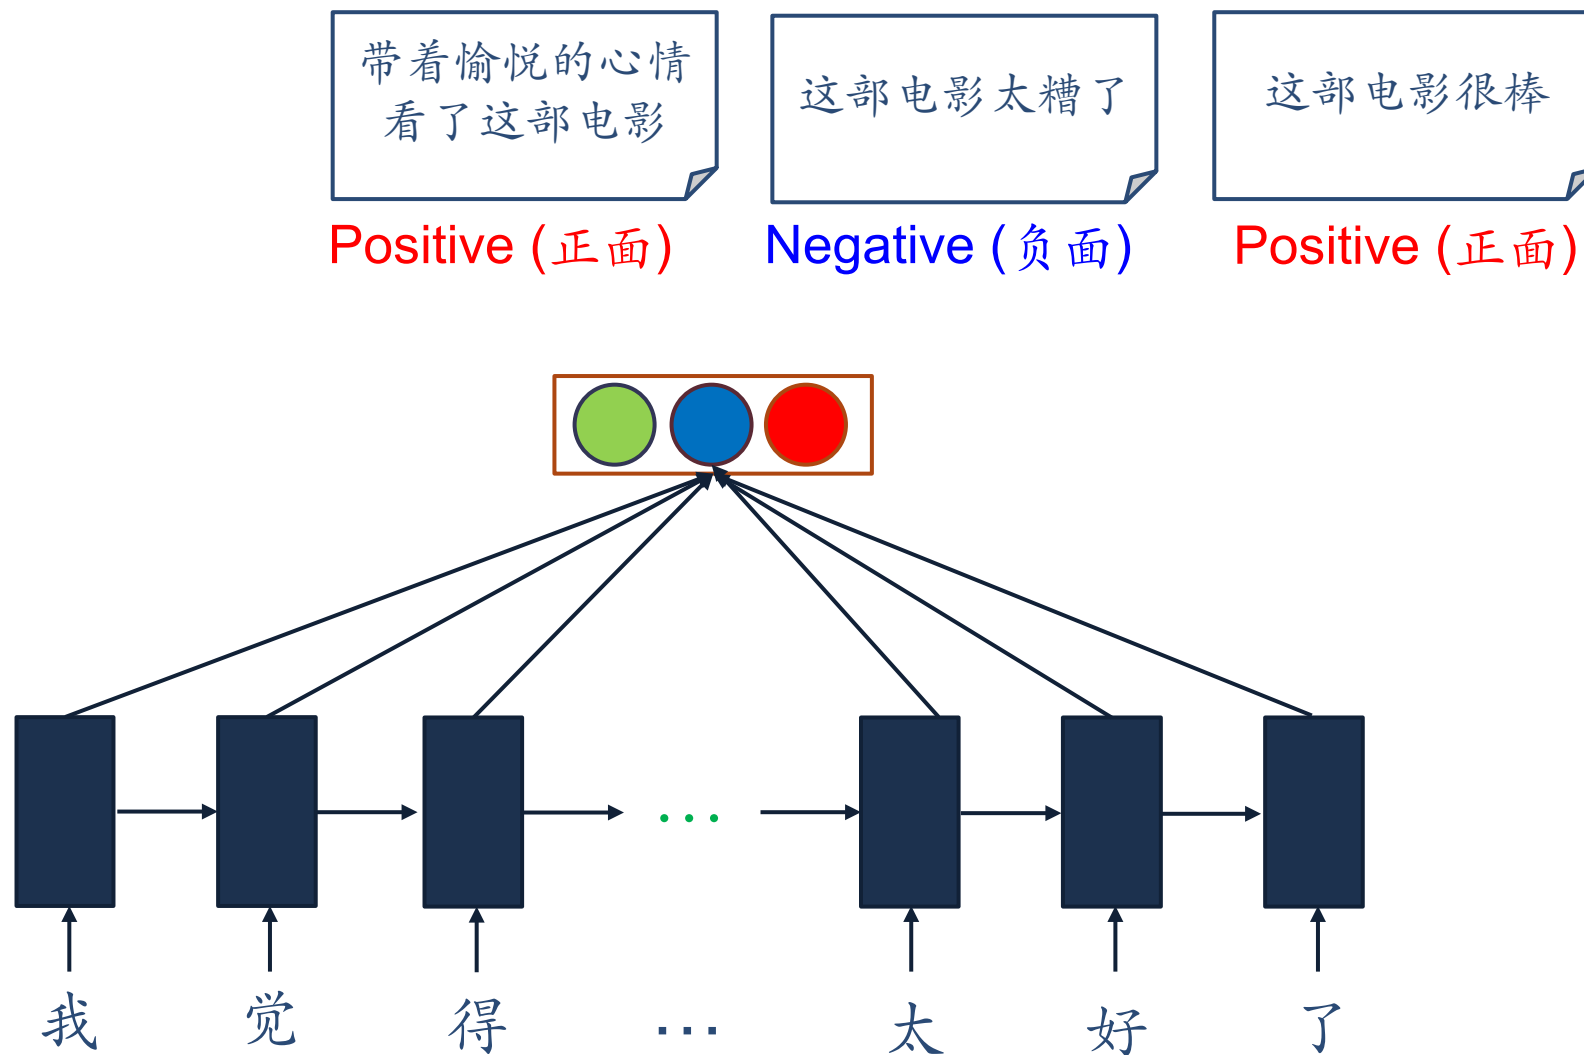 带着愉悦的心情
看了这部电影
这部电影太糟了
这部电影很棒
Positive (正面)
Negative (负面)
Positive (正面)
...
我 觉 得 ... 太 好 了